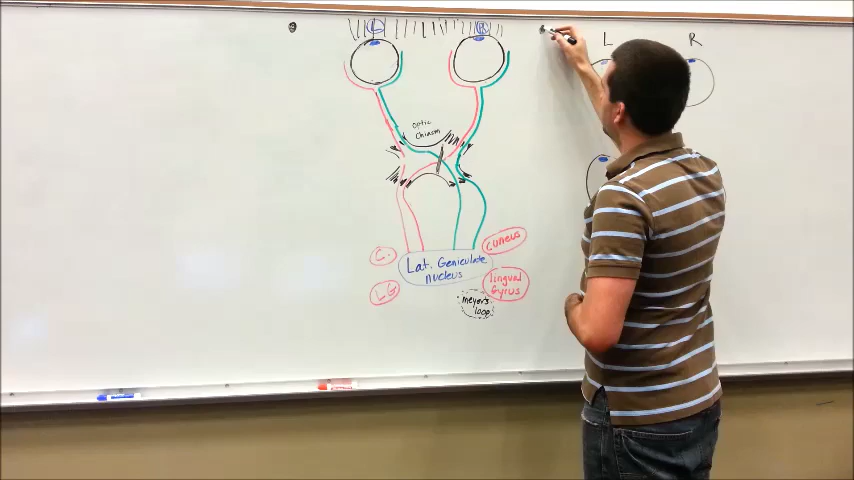 L
R
optic
chiasm
C.
Cuneus
Lat. Geniculate
nucleus
LG
lingual
Gyrus
meyer's
loop